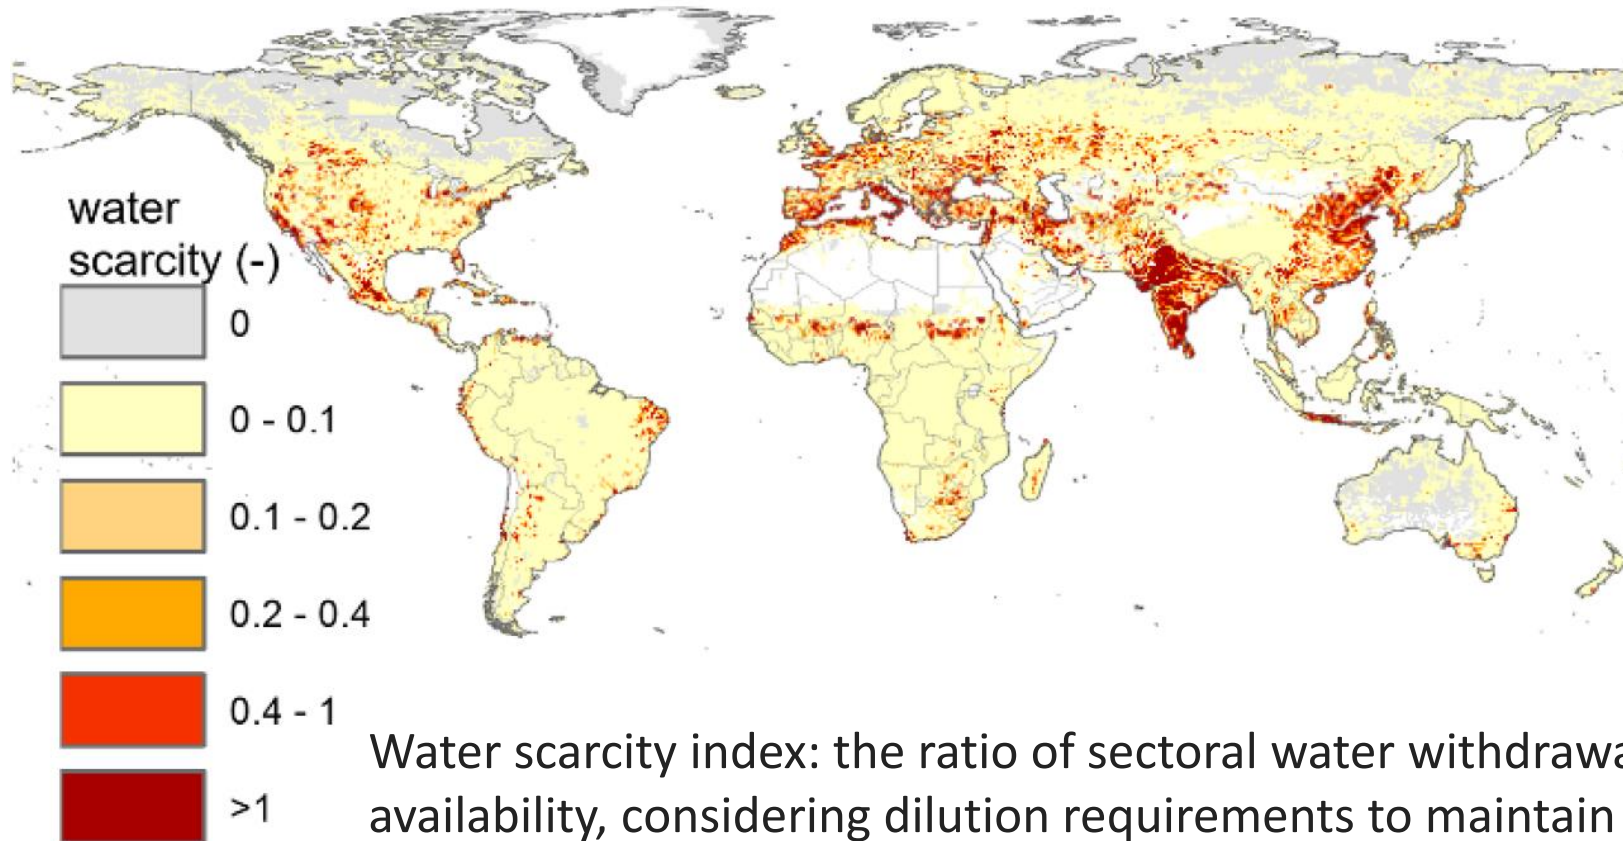 water
scarcity (-)
0
0 - 0.1
0.1 - 0.2
0.2 - 0.4
0.4 - 1
>1
Water scarcity index: the ratio of sectoral water
availability, considering dilution requirements to maintain